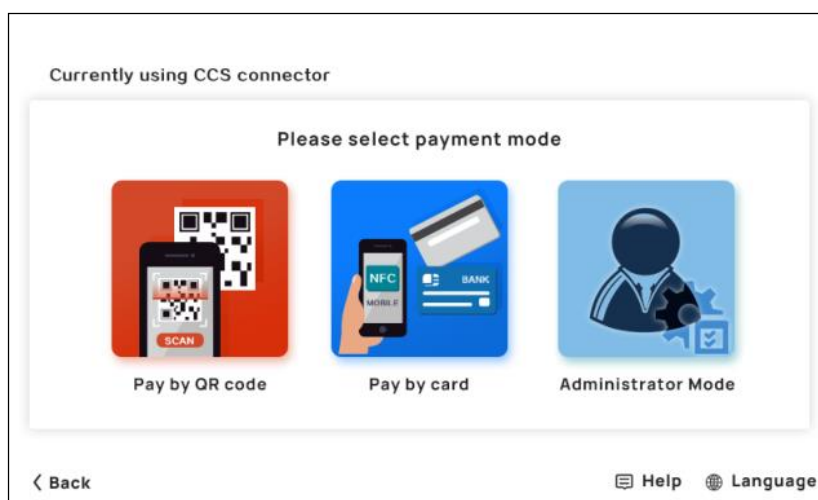 Currently using CCS connector
Please select payment mode
SCAN
NFC
MOBILE
BANK
Pay by QR code
Pay by card
Administrator Mode
Back
Help
Language